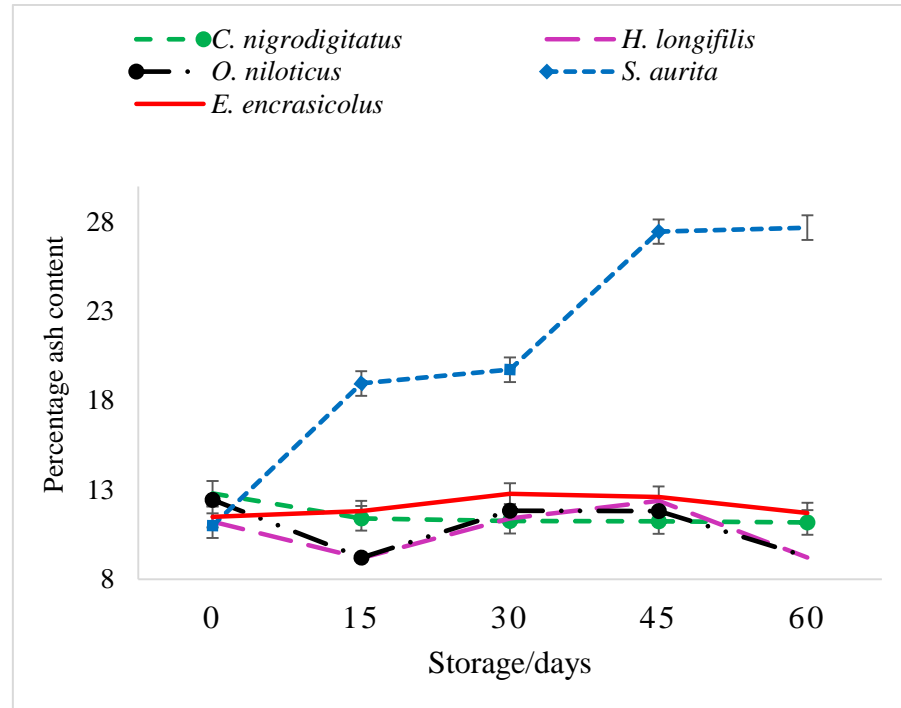 C. nigrodigitatus H. longifilis
O. niloticus S. aurita
E. encrasicolus
Percentage ash content
28
23
18
13
8
0 15 30 45 60
Storage/days